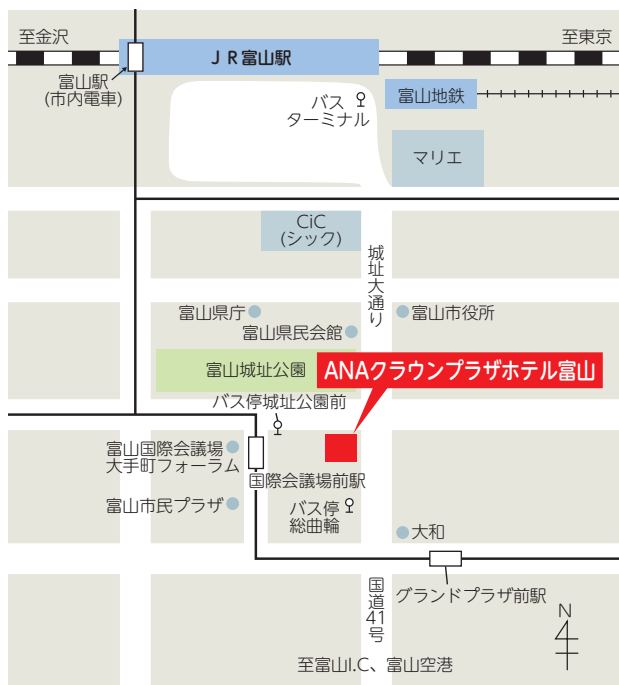 至金沢
至東京
JR富山駅
富山駅
(市内電車)
バス
ターミナル
富山地鉄
マリエ
CiC
(シック)
城址大通り
富山県庁
富山市役所
富山県民会館
富山城址公園
ANAクラウンプラザホテル富山
バス停城址公園前
富山国際会議場
大手町フォーラム
国際会議場前駅
富山市民プラザ
バス停
総曲輪
大和
国道41号
グランドプラザ前駅
N
至富山I.C、富山空港